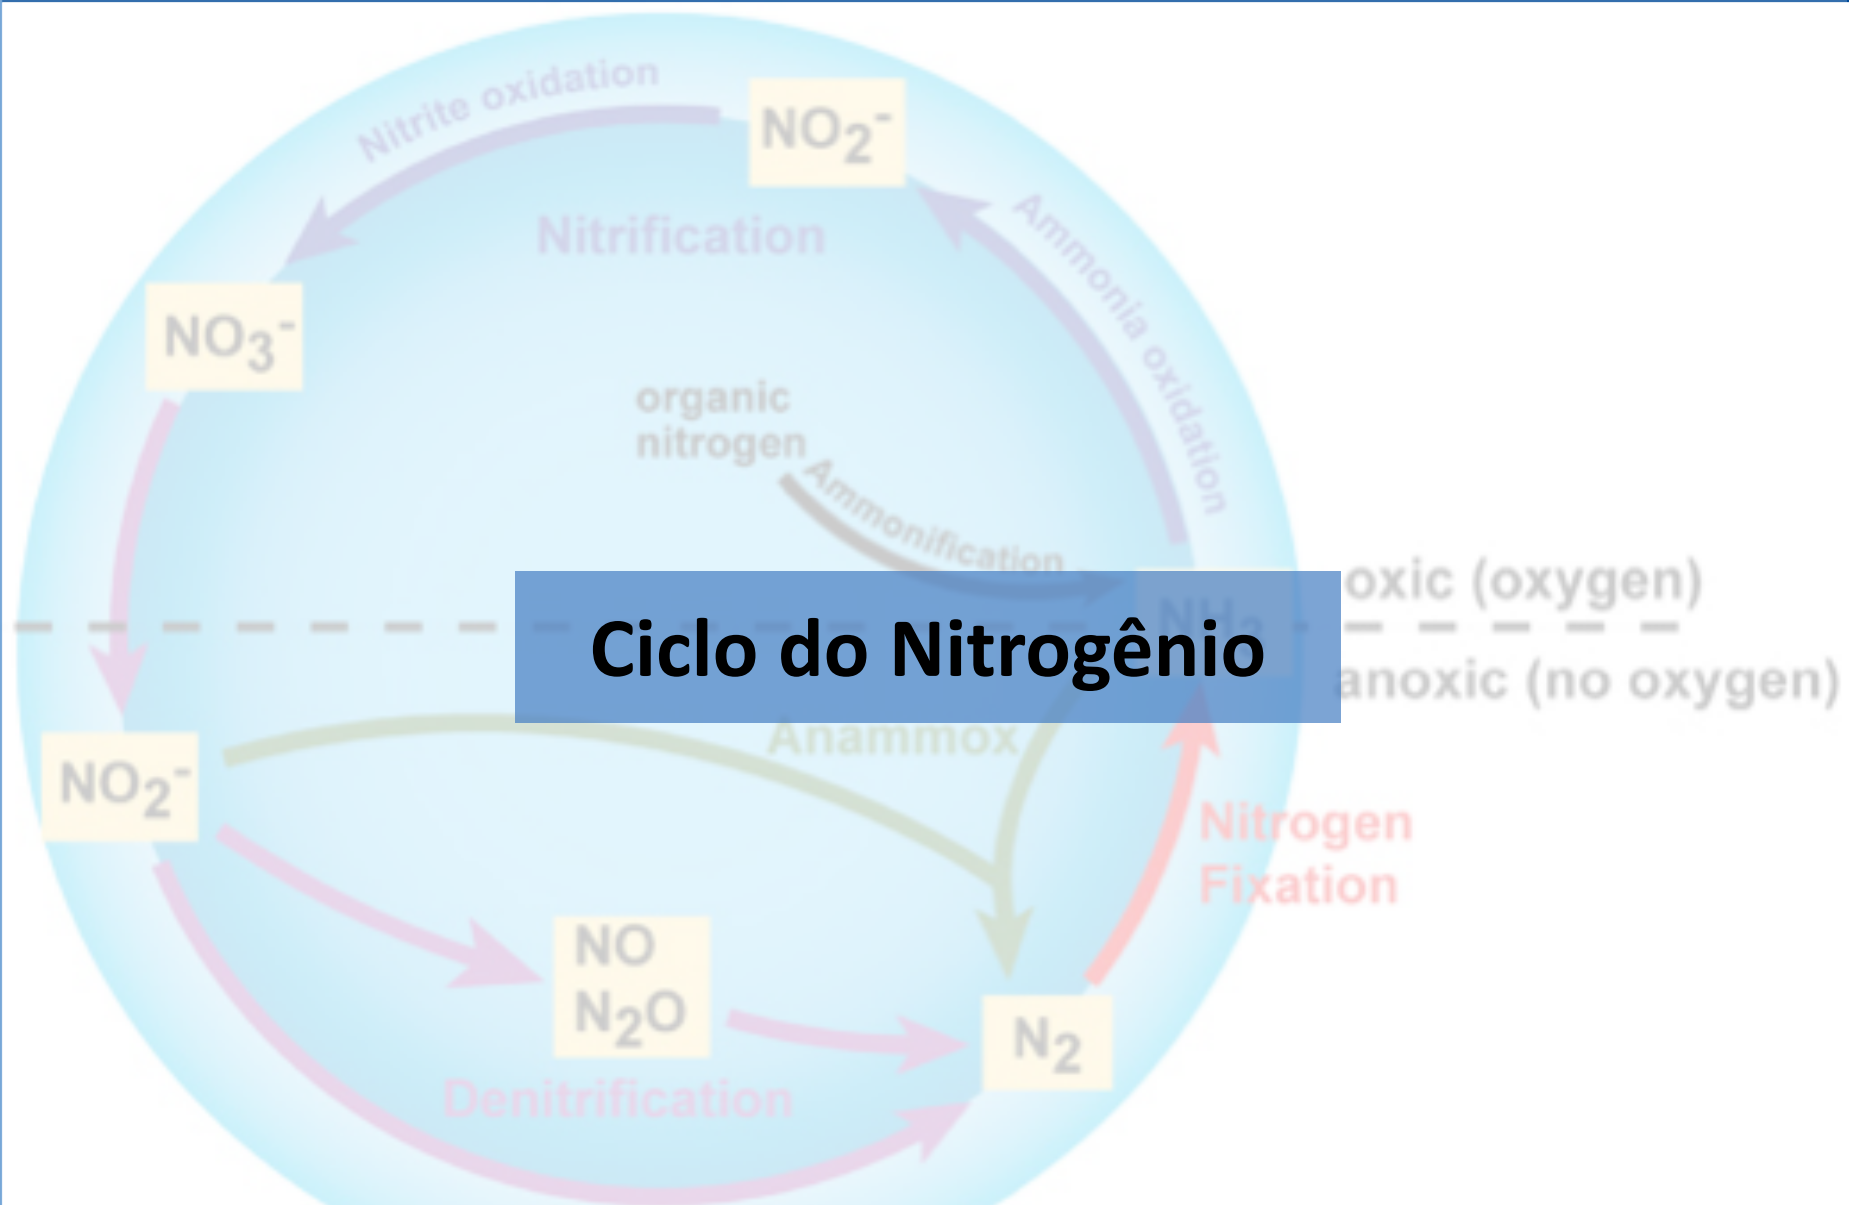 Nitrite oxidation
NO2-
Nitrification
Ammonia oxidation
NO3-
organic
nitrogen
Ammonification
oxic (oxygen)
NH3
Ciclo do Nitrogênio
anoxic (no oxygen)
Anammox
NO2-
Nitrogen
Fixation
NO
N2O
N2
Denitrification